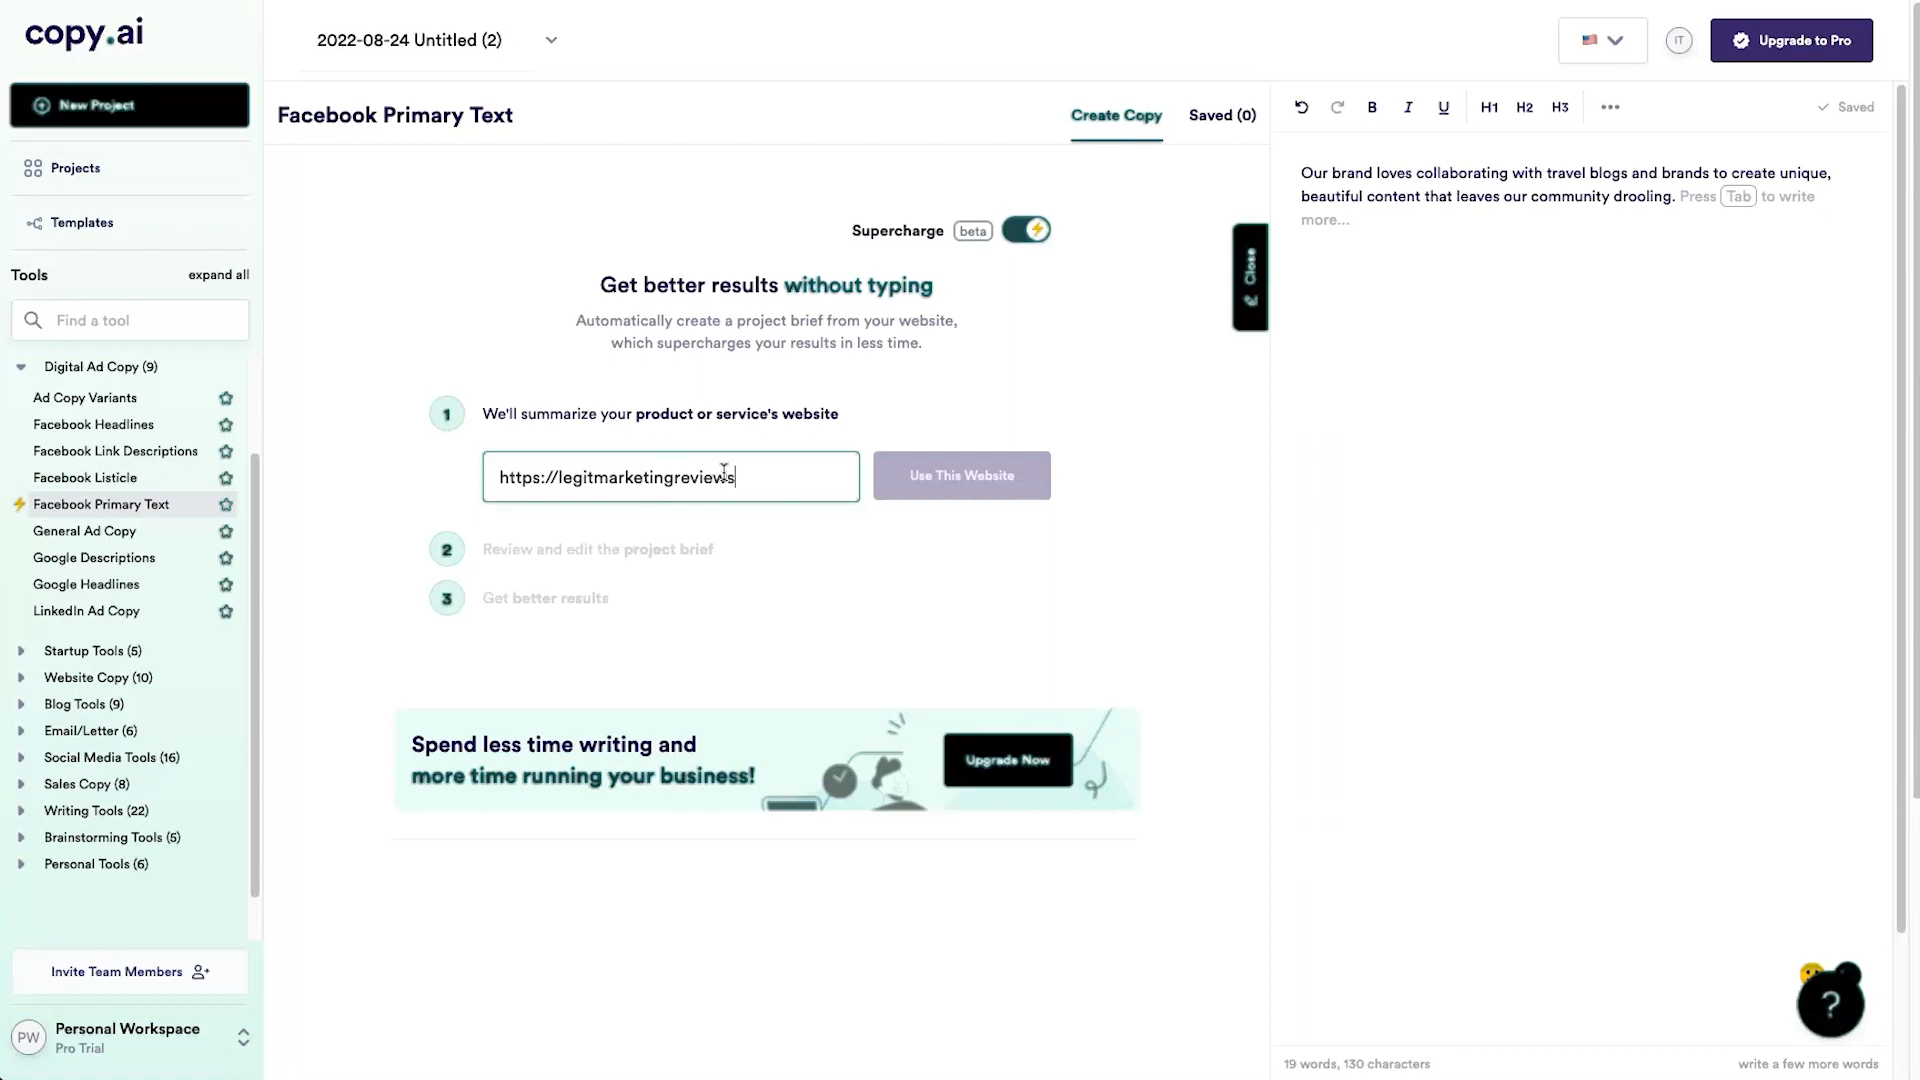 copy.ai
New Project
Projects
Templates
Tools
expand all
Find a tool
Digital Ad Copy (9)
Ad Copy Variants
Facebook Headlines
Facebook Link Descriptions
Facebook Listicle
Facebook Primary Text
General Ad Copy
Google Descriptions
Google Headlines
LinkedIn Ad Copy
Startup Tools (5)
Website Copy (10)
Blog Tools (9)
Email/Letter (6)
Social Media Tools (16)
Sales Copy (8)
Writing Tools (22)
Brainstorming Tools (5)
Personal Tools (6)
Invite Team Members
PW
Personal Workspace
Pro Trial
2022-08-24 Untitled (2)
IT
Upgrade to Pro
Facebook Primary Text
Create Copy
Saved (0)
Supercharge beta
Get better results without typing
Automatically create a project brief from your website,
which supercharges your results in less time.
1 We'll summarize your product or service's website
https://legitmarketingreviews
Use This Website
2 Review and edit the project brief
3 Get better results
Spend less time writing and
more time running your business!
Upgrade Now
Close
B I U H1 H2 H3 •••
Saved
Our brand loves collaborating with travel blogs and brands to create unique,
beautiful content that leaves our community drooling. Press Tab to write
more...
?
19 words, 130 characters
write a few more words